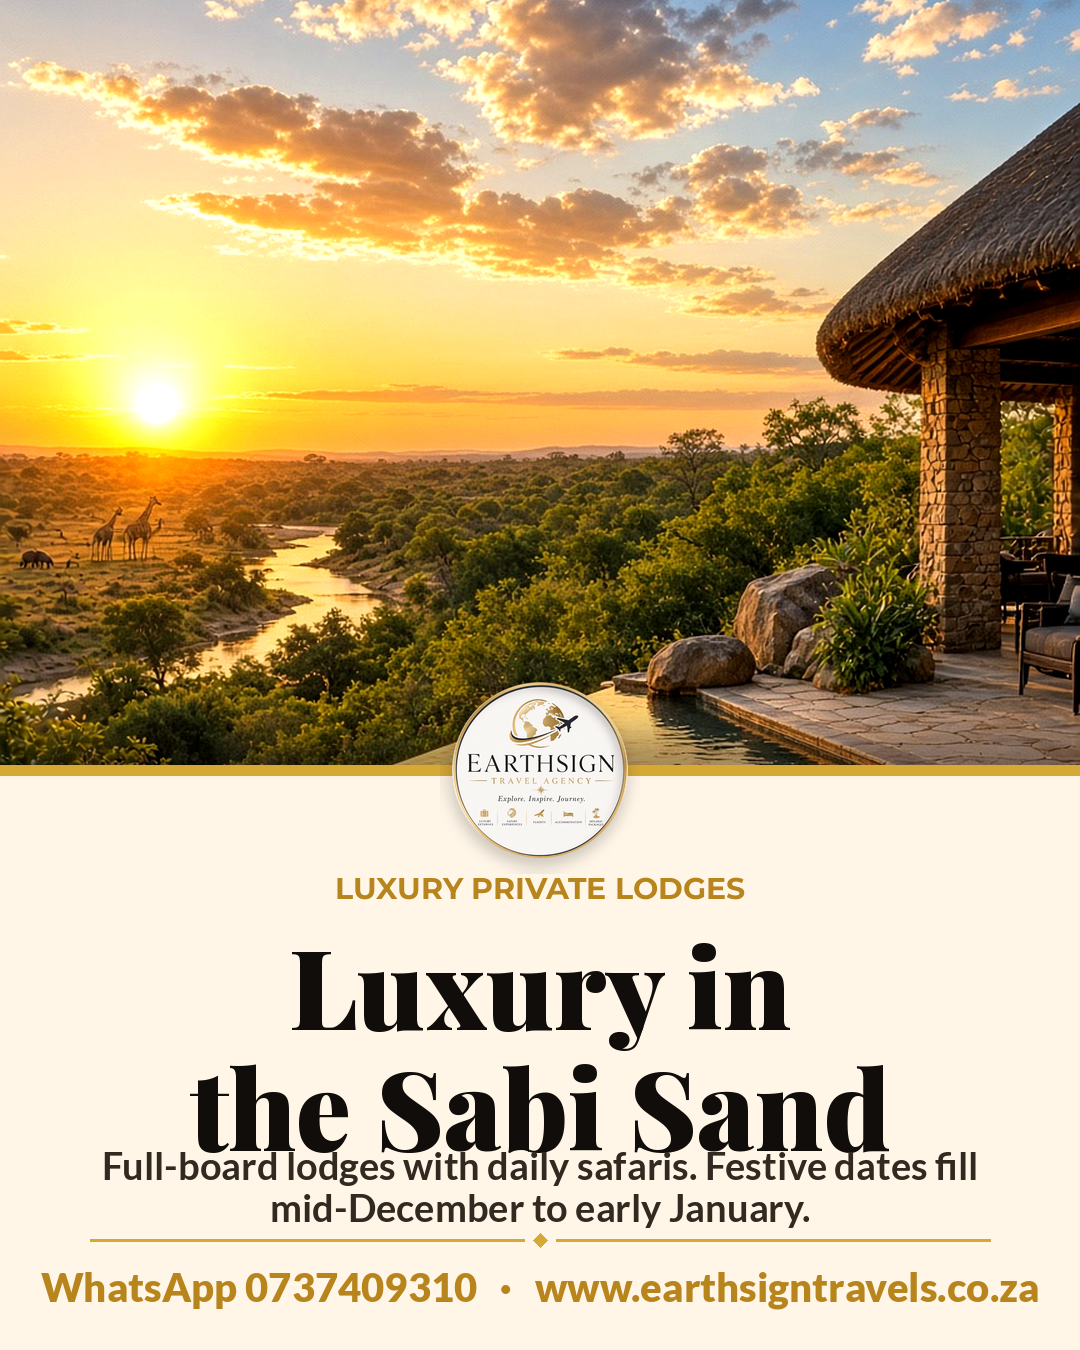 EARTHSIGN
TRAVEL AGENCY
Explore. Inspire. Journey.
LUXURY PRIVATE LODGES
Luxury in
the Sabi Sand
Full-board lodges with daily safaris. Festive dates fill
mid-December to early January.
WhatsApp 0737409310 • www.earthsigntravels.co.za